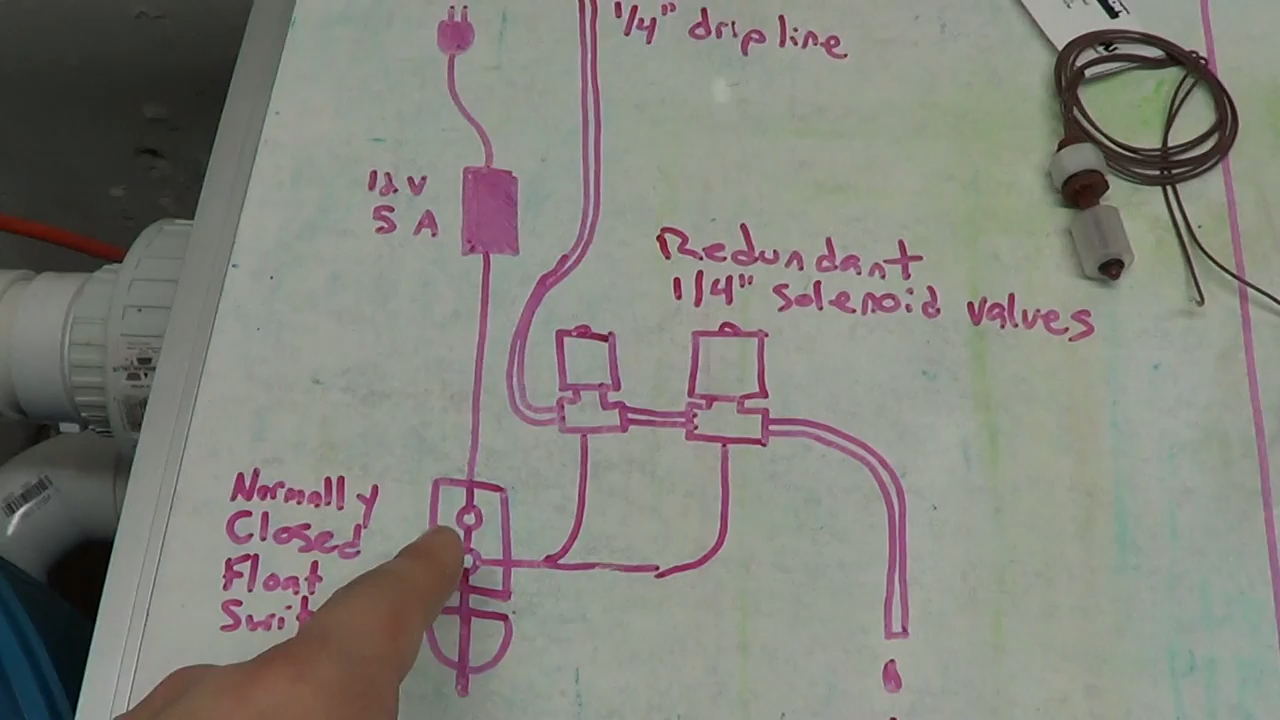 1/4" drip line
12 V
5 A
Redundant
1/4" solenoid valves
Normally
Closed
Float